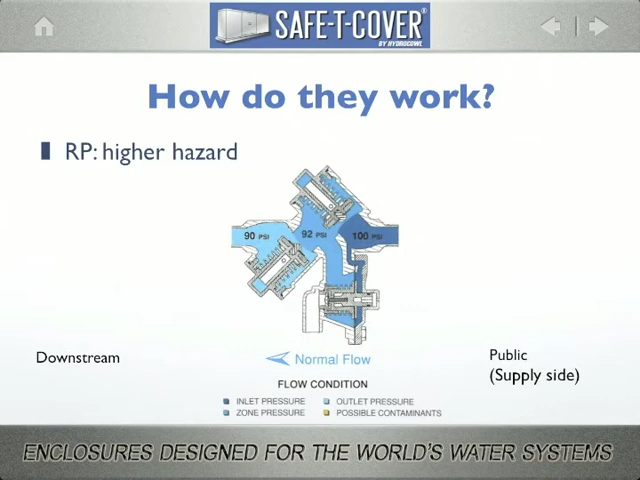 SAFE-T-COVER®
BY HYDROCOWL
How do they work?
RP: higher hazard
90 PSI
92 PSI
100 PSI
Downstream
Normal Flow
Public
(Supply side)
FLOW CONDITION
INLET PRESSURE
OUTLET PRESSURE
ZONE PRESSURE
POSSIBLE CONTAMINANTS
ENCLOSURES DESIGNED FOR THE WORLD'S WATER SYSTEMS